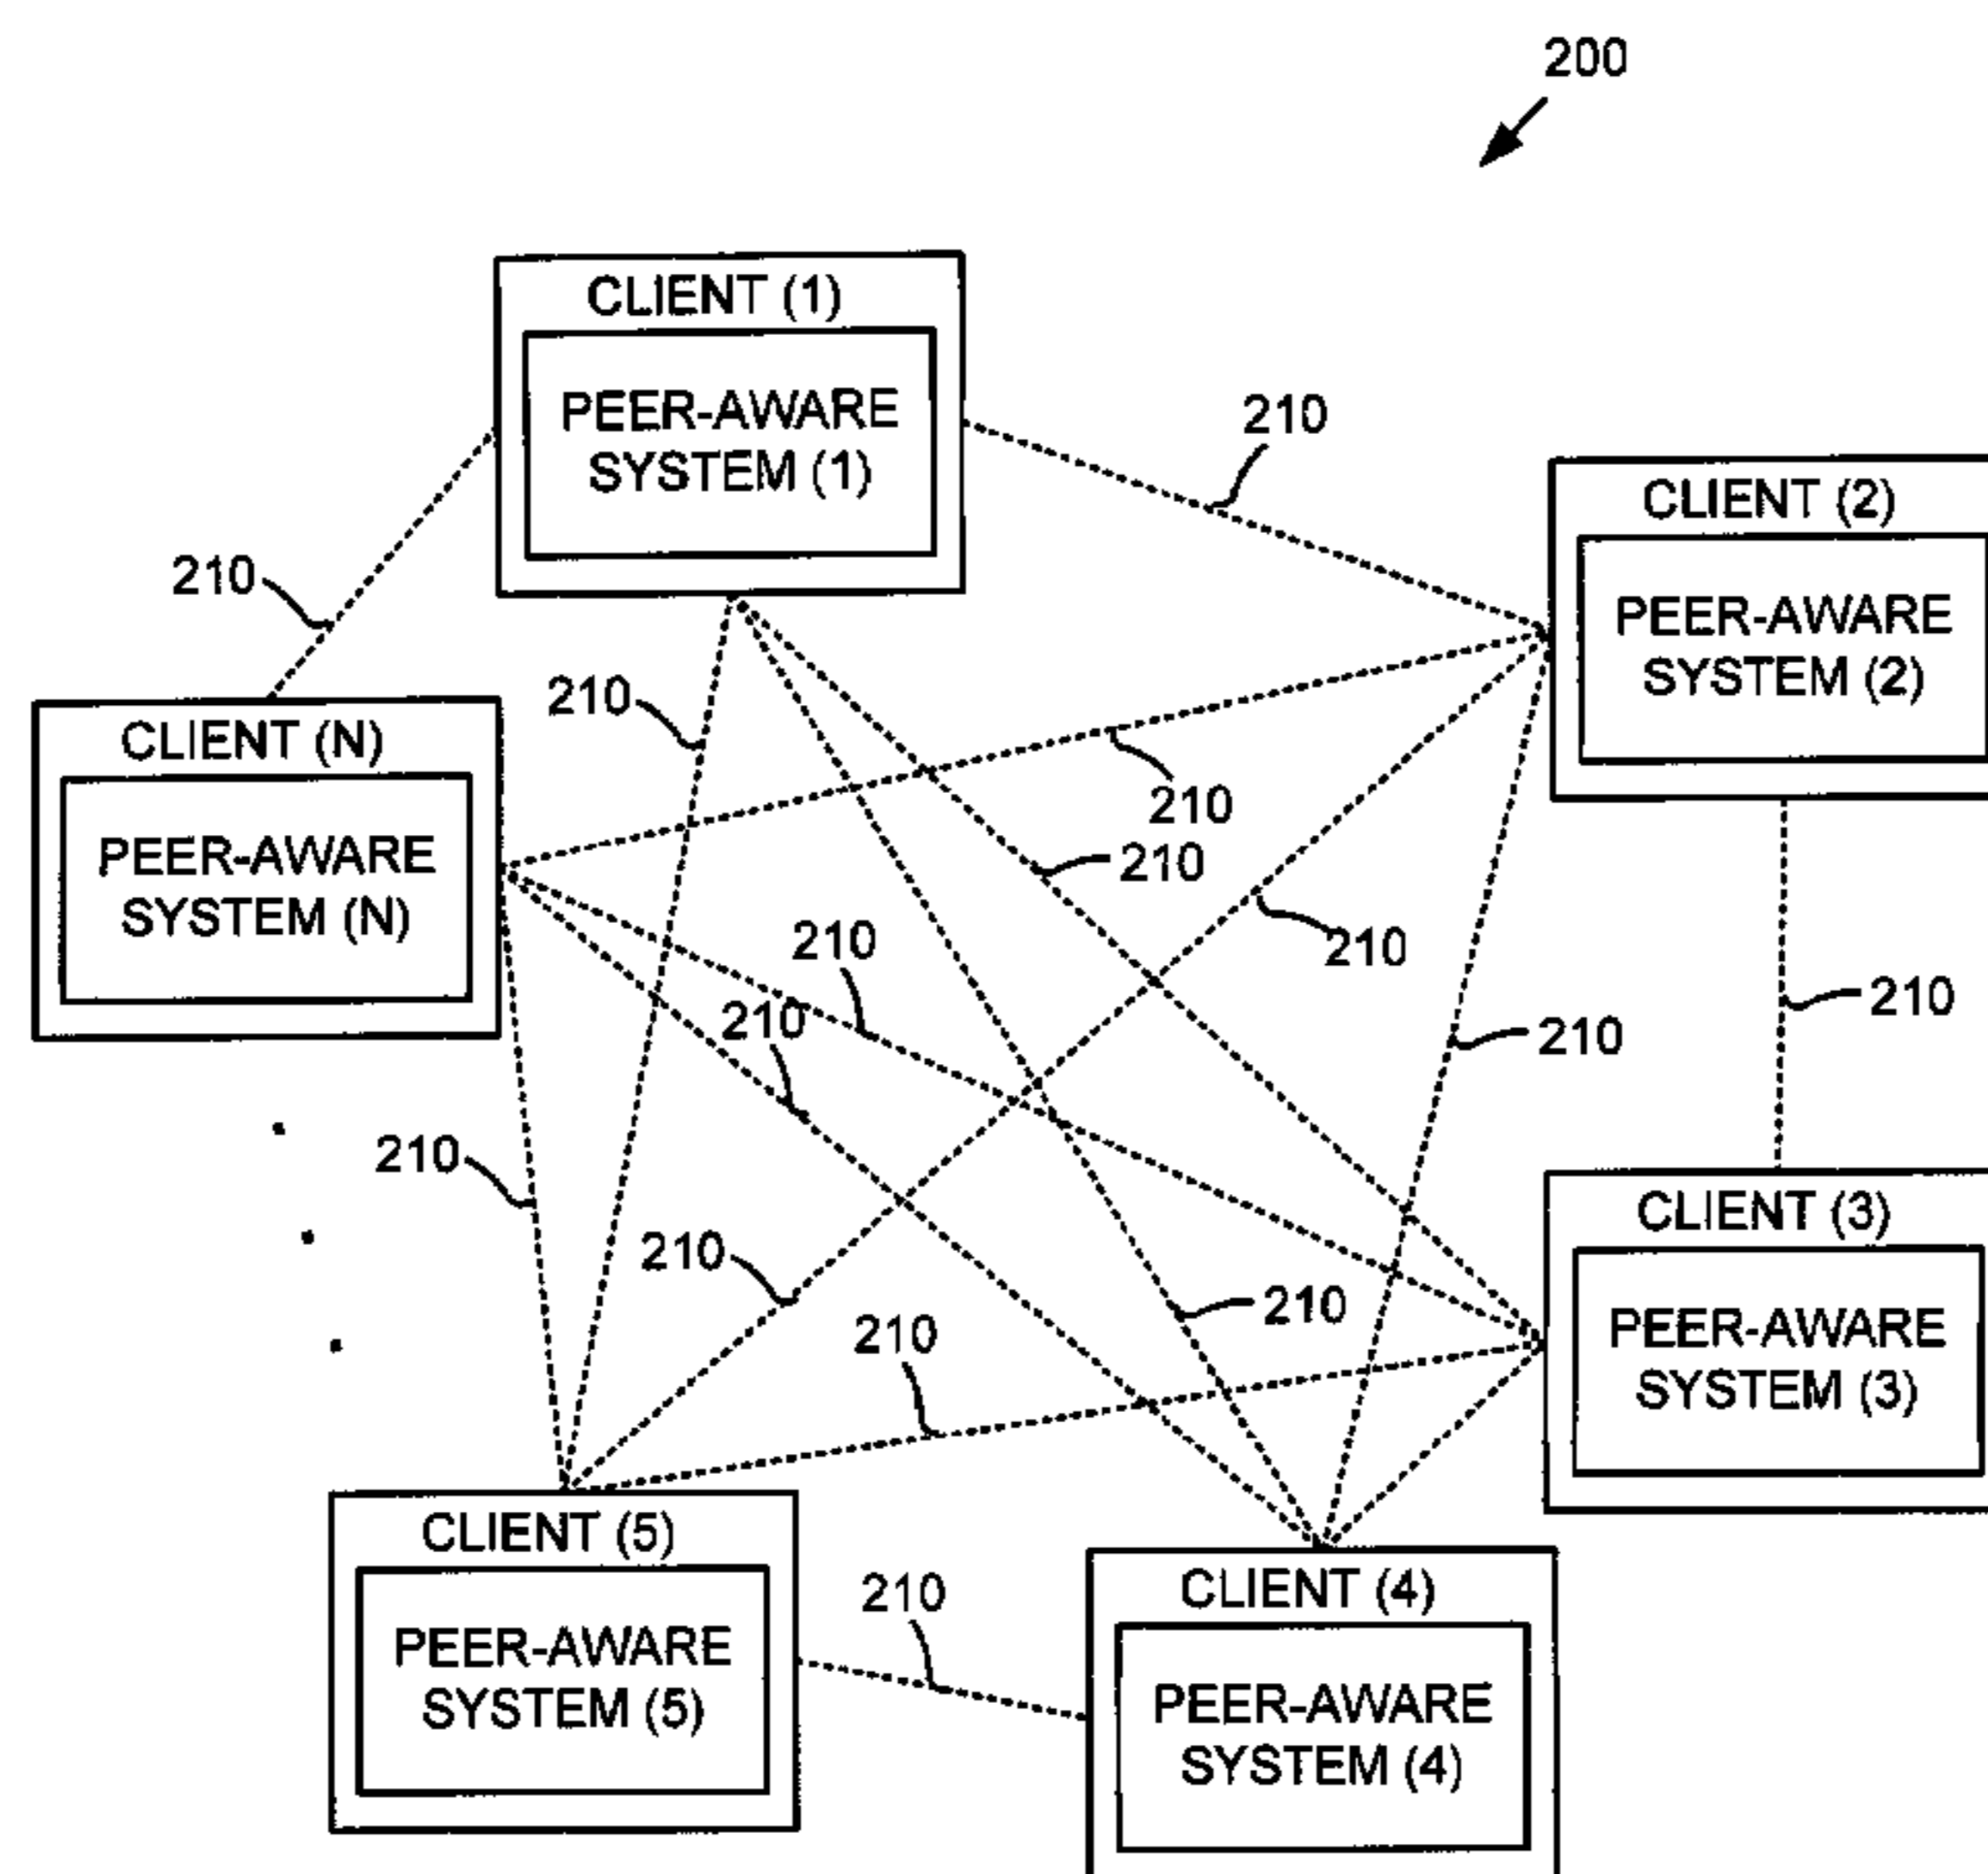 200
CLIENT (1)
PEER-AWARE
SYSTEM (1)
210
CLIENT (2)
PEER-AWARE
SYSTEM (2)
210
210
CLIENT (N)
PEER-AWARE
SYSTEM (N)
210
210
210
210
210
210
210
210
210
CLIENT (3)
PEER-AWARE
SYSTEM (3)
210
210
CLIENT (5)
PEER-AWARE
SYSTEM (5)
210
CLIENT (4)
PEER-AWARE
SYSTEM (4)